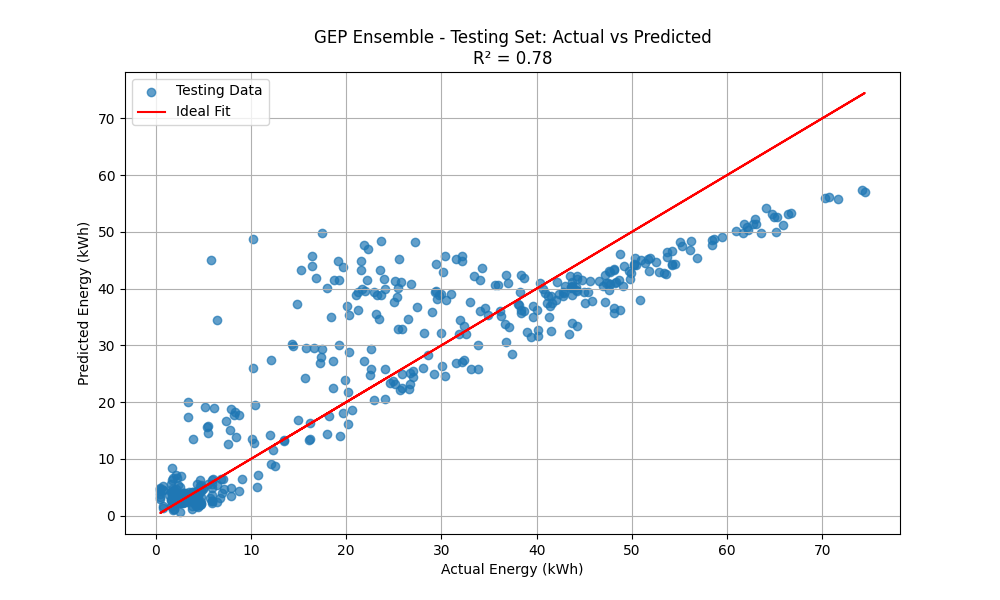 GEP Ensemble - Testing Set: Actual vs Predicted
R² = 0.78
Testing Data
Ideal Fit
Predicted Energy (kWh)
70
60
50
40
30
20
10
0
0 10 20 30 40 50 60 70
Actual Energy (kWh)